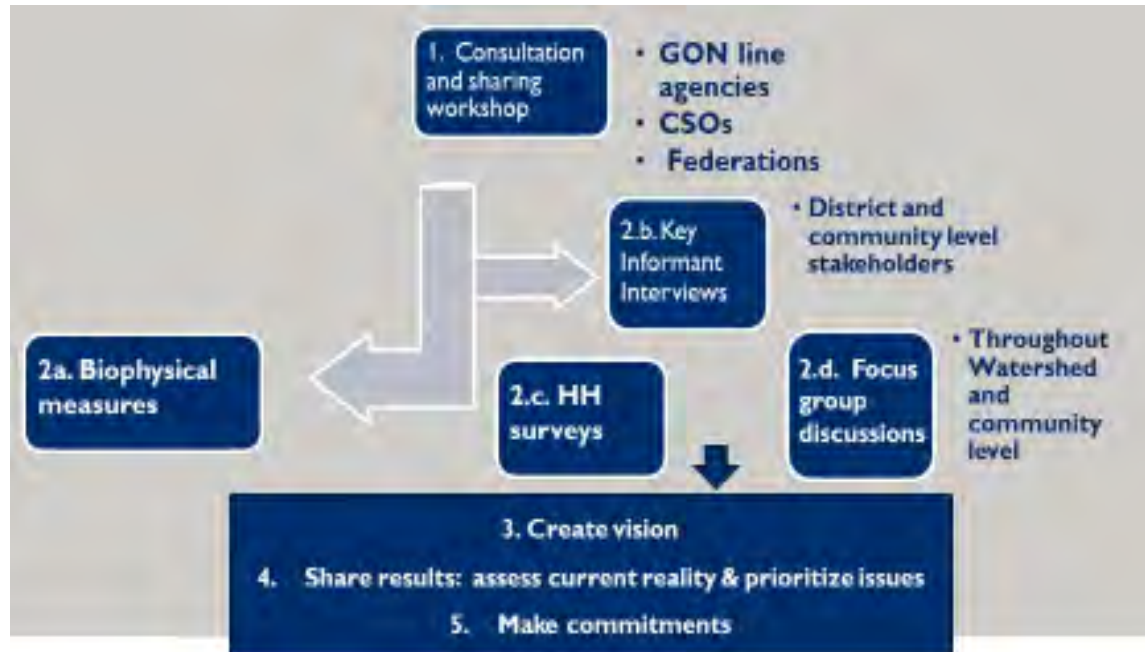 1. Consultation
and sharing
workshop
• GON line
agencies
• CSOs
• Federations
2.b. Key
Informant
Interviews
• District and
community level
stakeholders
2a. Biophysical
measures
2.c. HH
surveys
2.d. Focus
group
discussions
• Throughout
Watershed
and
community
level
3. Create vision
4. Share results: assess current reality & prioritize issues
5. Make commitments